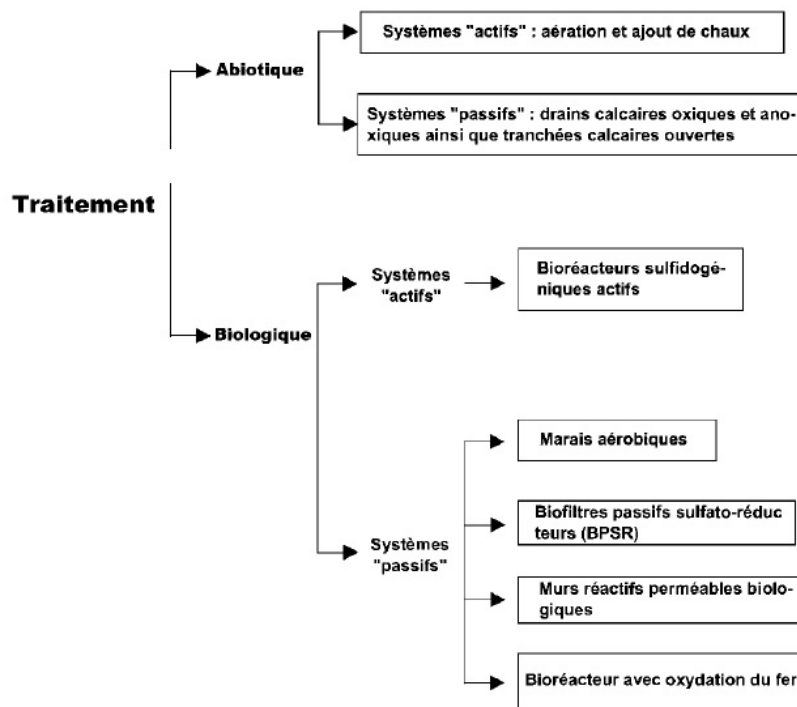 Systèmes "actifs" : aération et ajout de chaux
Abiotique
Systèmes "passifs" : drains calcaires oxiques et ano-
xiques ainsi que tranchées calcaires ouvertes
Traitement
Biologique
Systèmes
"actifs"
Bioréacteurs sulfidogé-
niques actifs
Systèmes
"passifs"
Marais aérobiques
Biofiltres passifs sulfato-réduc
teurs (BPSR)
Murs réactifs perméables biolo-
giques
Bioréacteur avec oxydation du fer